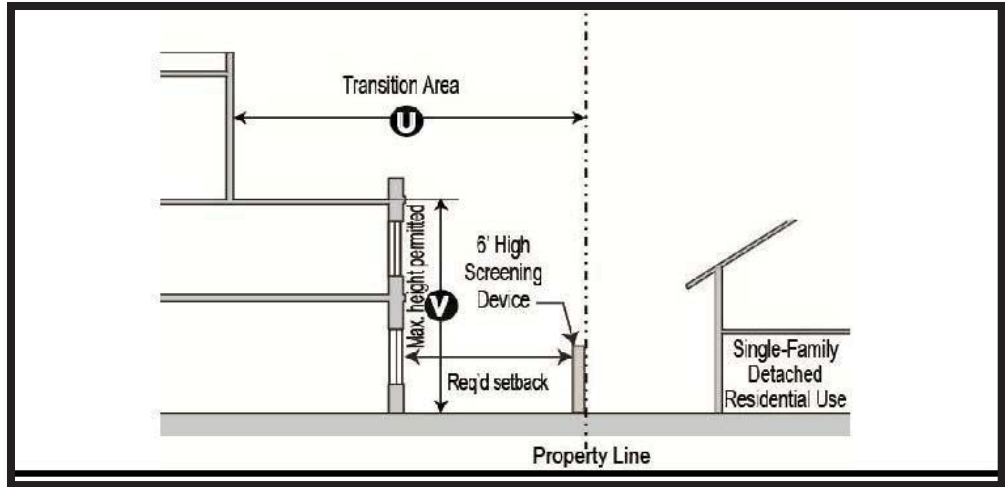 Transition Area
U
Max. height permitted
V
6' High
Screening
Device
Req'd setback
Single-Family
Detached
Residential Use
Property Line